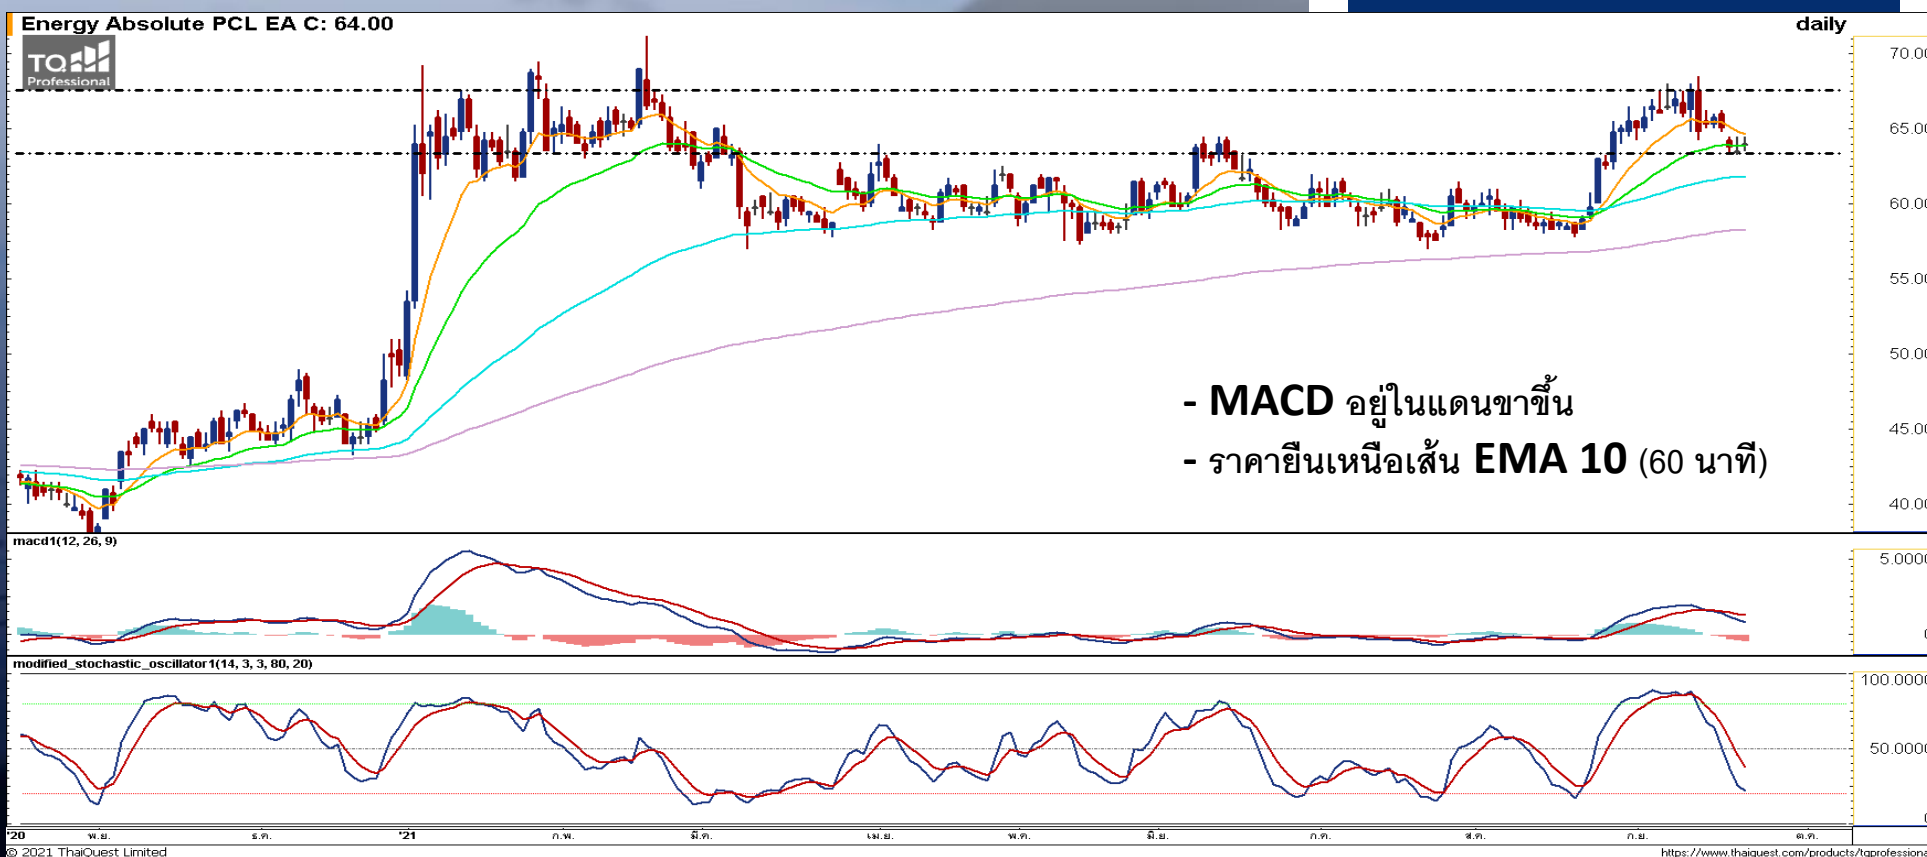 Energy Absolute PCL EA C: 64.00
daily
TQ
Professional
70.00
65.00
60.00
55.00
50.00
45.00
40.00
- MACD อยู่ในแดนขาขึ้น
- ราคายืนเหนือเส้น EMA 10 (60 นาที)
macd1(12, 26, 9)
5.0000
0
modified_stochastic_oscillator1(14, 3, 3, 80, 20)
100.0000
50.0000
0
'20 พ.ย. ธ.ค. '21 ก.พ. มี.ค. เม.ย. พ.ค. มิ.ย. ก.ค. ส.ค. ก.ย. ต.ค.
© 2021 ThaiQuest Limited
https://www.thaiquest.com/products/tqprofessional